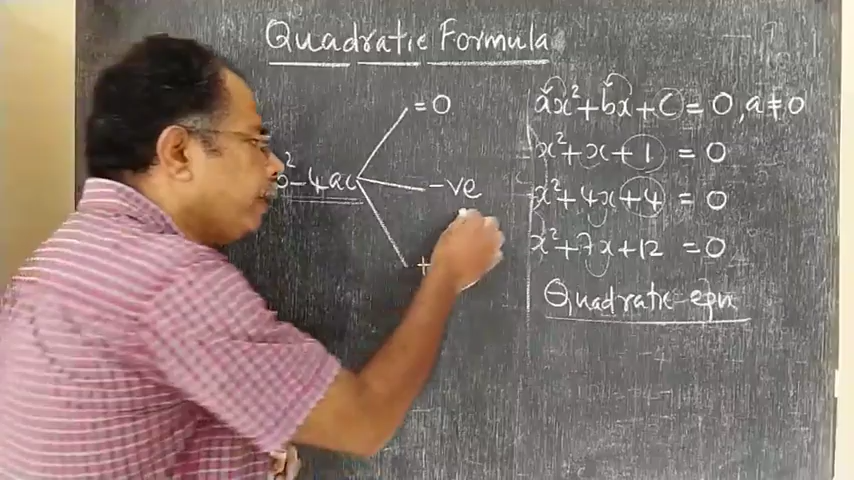 Quadratic Formula
b²-4ac
=0
-ve
+
ax²+bx+c=0, a≠0
x²+x+1 = 0
x²+4x+4 = 0
x²+7x+12 =0
Quadratic-eqn